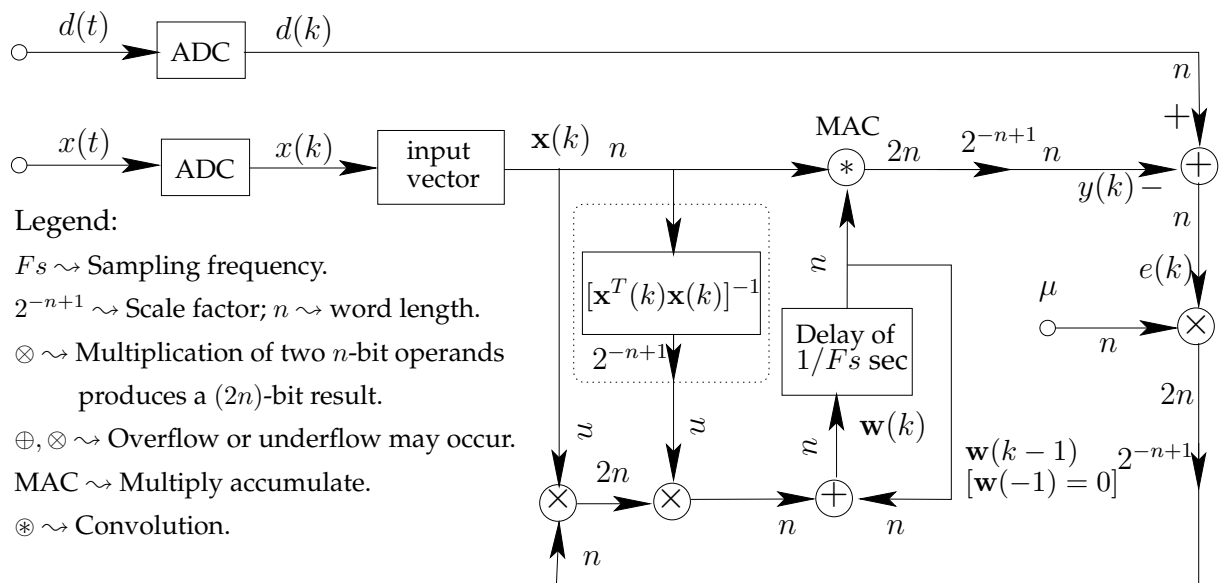 d(t)
ADC
d(k)
n
x(t)
ADC
x(k)
input
vector
𝐱(k) n
MAC
⊛
2n
2⁻ⁿ⁺¹
n
+
y(k) −
+
n
Legend:
Fs ⤳ Sampling frequency.
2⁻ⁿ⁺¹ ⤳ Scale factor; n ⤳ word length.
⊗ ⤳ Multiplication of two n-bit operands
produces a (2n)-bit result.
⊕, ⊗ ⤳ Overflow or underflow may occur.
MAC ⤳ Multiply accumulate.
⊛ ⤳ Convolution.
[𝐱ᵀ(k)𝐱(k)]⁻¹
2⁻ⁿ⁺¹
n
Delay of
1/Fs sec
e(k)
μ
n
×
2n
n
n
n
𝐰(k)
𝐰(k − 1)
[𝐰(−1) = 0]
2⁻ⁿ⁺¹
×
2n
×
n
+
n
n